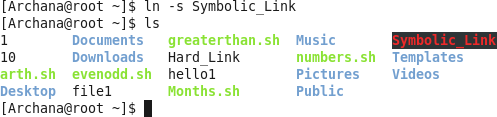 [Archana@root ~]$ ln -s Symbolic_Link
[Archana@root ~]$ ls
1 Documents greaterthan.sh Music Symbolic_Link
10 Downloads Hard_Link numbers.sh Templates
arth.sh evenodd.sh hello1 Pictures Videos
Desktop file1 Months.sh Public
[Archana@root ~]$